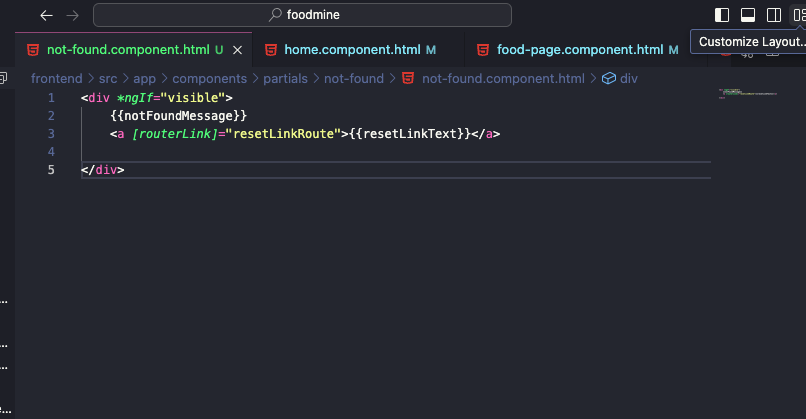 foodmine
not-found.component.html U
home.component.html M
food-page.component.html M
Customize Layout..
frontend > src > app > components > partials > not-found > not-found.component.html > div
1 <div *ngIf="visible">
2 {{notFoundMessage}}
3 <a [routerLink]="resetLinkRoute">{{resetLinkText}}</a>
4
5 </div>
...
...
...
e...